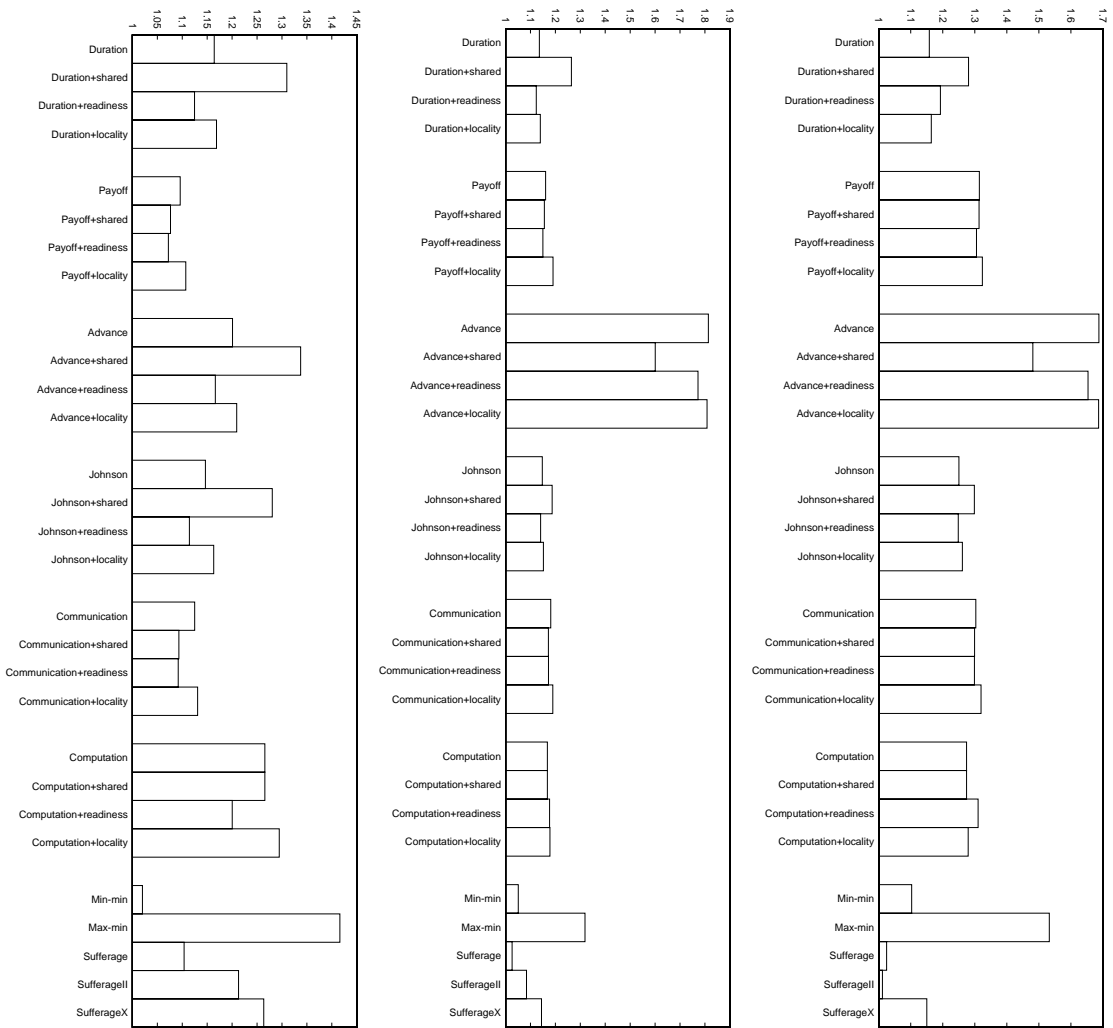 1
1.05
1.1
1.15
1.2
1.25
1.3
1.35
1.4
1.45
Duration
Duration+shared
Duration+readiness
Duration+locality
Payoff
Payoff+shared
Payoff+readiness
Payoff+locality
Advance
Advance+shared
Advance+readiness
Advance+locality
Johnson
Johnson+shared
Johnson+readiness
Johnson+locality
Communication
Communication+shared
Communication+readiness
Communication+locality
Computation
Computation+shared
Computation+readiness
Computation+locality
Min-min
Max-min
Sufferage
SufferageII
SufferageX
1
1.1
1.2
1.3
1.4
1.5
1.6
1.7
1.8
1.9
Duration
Duration+shared
Duration+readiness
Duration+locality
Payoff
Payoff+shared
Payoff+readiness
Payoff+locality
Advance
Advance+shared
Advance+readiness
Advance+locality
Johnson
Johnson+shared
Johnson+readiness
Johnson+locality
Communication
Communication+shared
Communication+readiness
Communication+locality
Computation
Computation+shared
Computation+readiness
Computation+locality
Min-min
Max-min
Sufferage
SufferageII
SufferageX
1
1.1
1.2
1.3
1.4
1.5
1.6
1.7
Duration
Duration+shared
Duration+readiness
Duration+locality
Payoff
Payoff+shared
Payoff+readiness
Payoff+locality
Advance
Advance+shared
Advance+readiness
Advance+locality
Johnson
Johnson+shared
Johnson+readiness
Johnson+locality
Communication
Communication+shared
Communication+readiness
Communication+locality
Computation
Computation+shared
Computation+readiness
Computation+locality
Min-min
Max-min
Sufferage
SufferageII
SufferageX